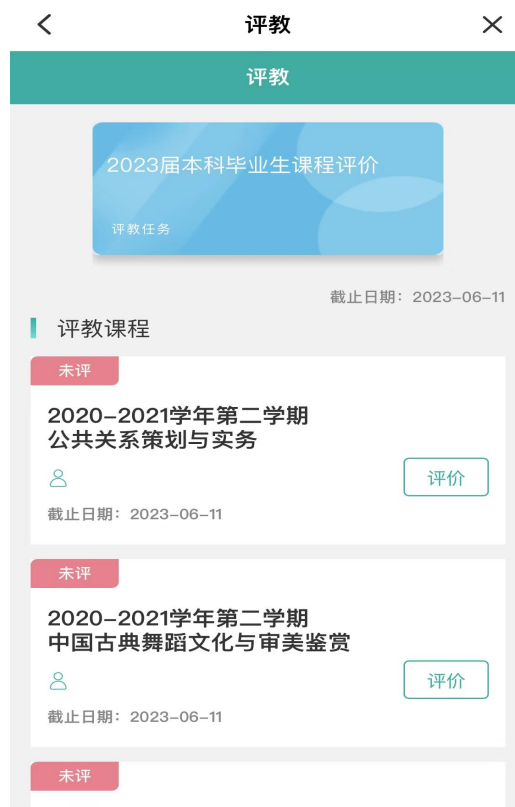 评教
评教
2023届本科毕业生课程评价
评教任务
截止日期：2023-06-11
评教课程
未评
2020-2021学年第二学期
公共关系策划与实务
评价
截止日期：2023-06-11
未评
2020-2021学年第二学期
中国古典舞蹈文化与审美鉴赏
评价
截止日期：2023-06-11
未评